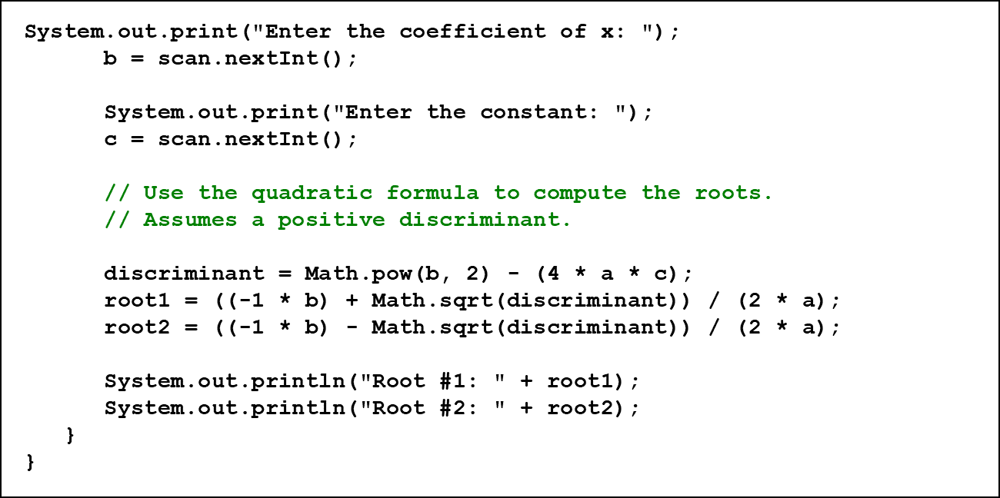 System.out.print("Enter the coefficient of x: ");
b = scan.nextInt();
System.out.print("Enter the constant: ");
c = scan.nextInt();
// Use the quadratic formula to compute the roots.
// Assumes a positive discriminant.
discriminant = Math.pow(b, 2) - (4 * a * c);
root1 = ((-1 * b) + Math.sqrt(discriminant)) / (2 * a);
root2 = ((-1 * b) - Math.sqrt(discriminant)) / (2 * a);
System.out.println("Root #1: " + root1);
System.out.println("Root #2: " + root2);
}
}